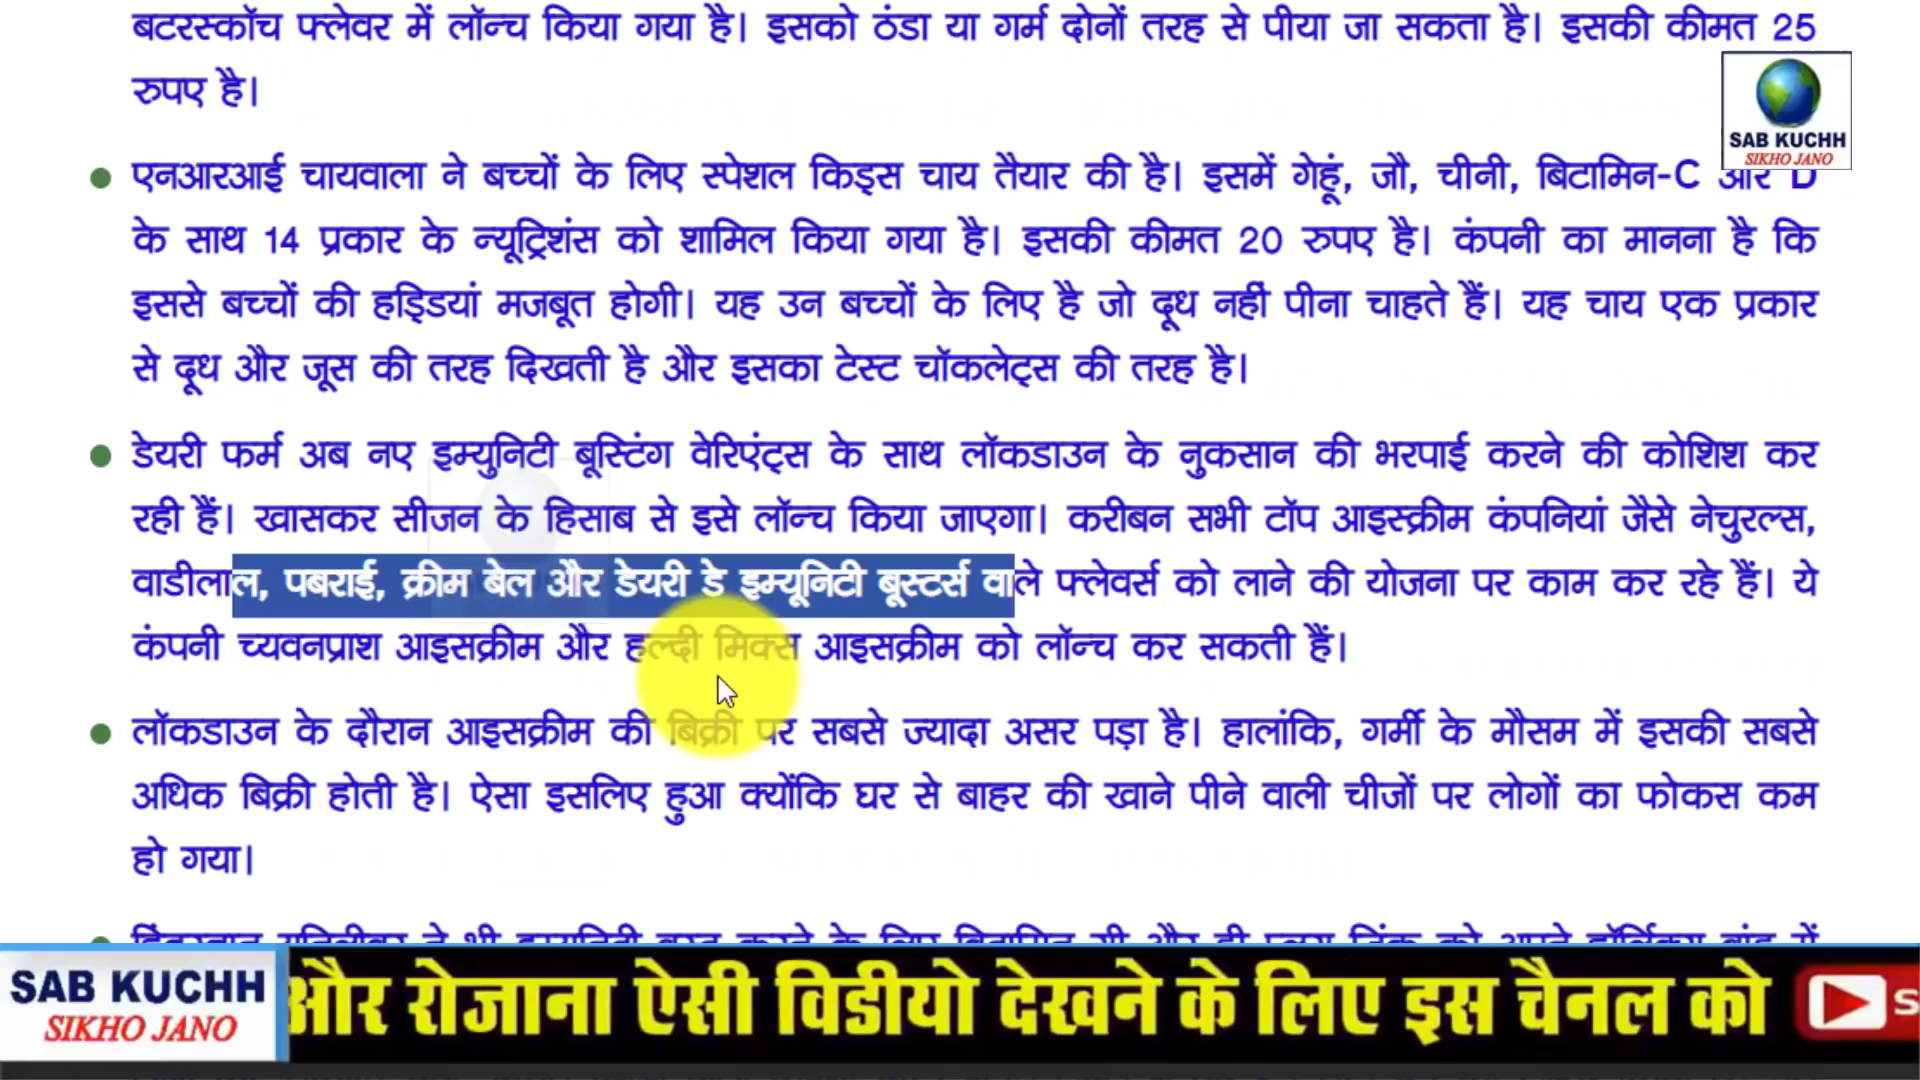 बटरस्कॉच फ्लेवर में लॉन्च किया गया है। इसको ठंडा या गर्म दोनों तरह से पीया जा सकता है। इसकी कीमत 25
रुपए है।
SAB KUCHH
SIKHO JANO
एनआरआई चायवाला ने बच्चों के लिए स्पेशल किड्स चाय तैयार की है। इसमें गेहूं, जौ, चीनी, बिटामिन-C और D
के साथ 14 प्रकार के न्यूट्रिशंस को शामिल किया गया है। इसकी कीमत 20 रुपए है। कंपनी का मानना है कि
इससे बच्चों की हड्डियां मजबूत होगी। यह उन बच्चों के लिए है जो दूध नहीं पीना चाहते हैं। यह चाय एक प्रकार
से दूध और जूस की तरह दिखती है और इसका टेस्ट चॉकलेट्स की तरह है।
डेयरी फर्म अब नए इम्युनिटी बूस्टिंग वेरिएंट्स के साथ लॉकडाउन के नुकसान की भरपाई करने की कोशिश कर
रही हैं। खासकर सीजन के हिसाब से इसे लॉन्च किया जाएगा। करीबन सभी टॉप आइस्क्रीम कंपनियां जैसे नेचुरल्स,
वाडीलाल, पबराई, क्रीम बेल और डेयरी डे इम्यूनिटी बूस्टर्स वाले फ्लेवर्स को लाने की योजना पर काम कर रहे हैं। ये
कंपनी च्यवनप्राश आइसक्रीम और हल्दी मिक्स आइसक्रीम को लॉन्च कर सकती हैं।
लॉकडाउन के दौरान आइसक्रीम की बिक्री पर सबसे ज्यादा असर पड़ा है। हालांकि, गर्मी के मौसम में इसकी सबसे
अधिक बिक्री होती है। ऐसा इसलिए हुआ क्योंकि घर से बाहर की खाने पीने वाली चीजों पर लोगों का फोकस कम
हो गया।
SAB KUCHH
SIKHO JANO
और रोजाना ऐसी विडीयो देखने के लिए इस चैनल को
S